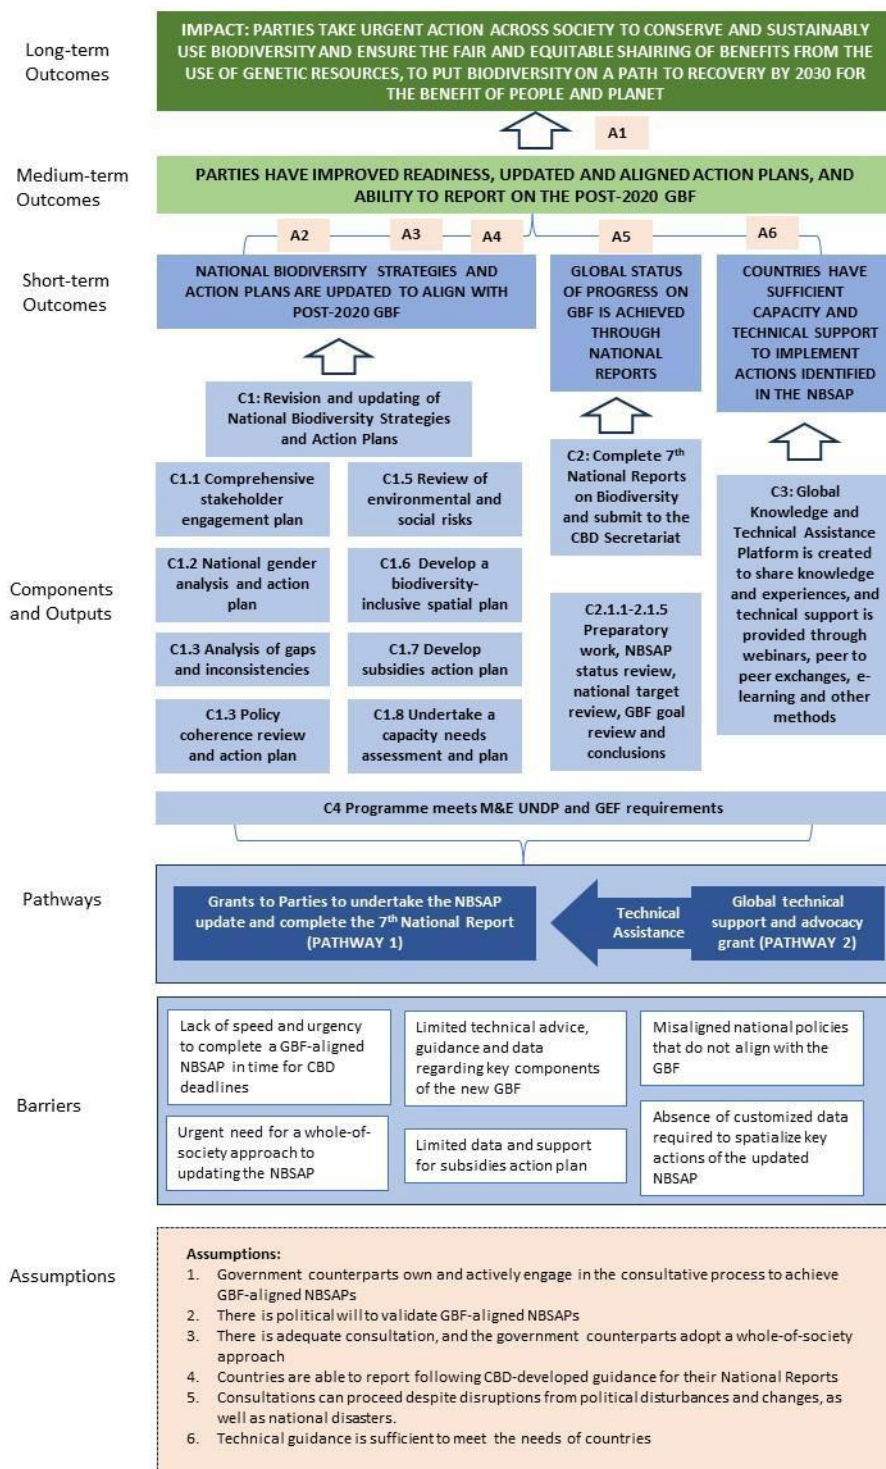 Long-term
Outcomes
IMPACT: PARTIES TAKE URGENT ACTION ACROSS SOCIETY TO CONSERVE AND SUSTAINABLY
USE BIODIVERSITY AND ENSURE THE FAIR AND EQUITABLE SHAIRING OF BENEFITS FROM THE
USE OF GENETIC RESOURCES, TO PUT BIODIVERSITY ON A PATH TO RECOVERY BY 2030 FOR
THE BENEFIT OF PEOPLE AND PLANET
A1
Medium-term
Outcomes
PARTIES HAVE IMPROVED READINESS, UPDATED AND ALIGNED ACTION PLANS, AND
ABILITY TO REPORT ON THE POST-2020 GBF
A2
A3
A4
A5
A6
Short-term
Outcomes
NATIONAL BIODIVERSITY STRATEGIES AND
ACTION PLANS ARE UPDATED TO ALIGN WITH
POST-2020 GBF
GLOBAL STATUS
OF PROGRESS ON
GBF IS ACHIEVED
THROUGH
NATIONAL
REPORTS
COUNTRIES HAVE
SUFFICIENT
CAPACITY AND
TECHNICAL SUPPORT
TO IMPLEMENT
ACTIONS IDENTIFIED
IN THE NBSAP
Components
and Outputs
C1: Revision and updating of
National Biodiversity Strategies
and Action Plans
C1.1 Comprehensive
stakeholder
engagement plan
C1.5 Review of
environmental and
social risks
C1.2 National gender
analysis and action
plan
C1.6 Develop a
biodiversity-
inclusive spatial plan
C1.3 Analysis of gaps
and inconsistencies
C1.7 Develop
subsidies action plan
C1.3 Policy
coherence review
and action plan
C1.8 Undertake a
capacity needs
assessment and plan
C2: Complete 7th
National Reports
on Biodiversity
and submit to the
CBD Secretariat
C2.1.1-2.1.5
Preparatory
work, NBSAP
status review,
national target
review, GBF goal
review and
conclusions
C3: Global
Knowledge and
Technical Assistance
Platform is created
to share knowledge
and experiences, and
technical support is
provided through
webinars, peer to
peer exchanges, e-
learning and other
methods
C4 Programme meets M&E UNDP and GEF requirements
Pathways
Grants to Parties to undertake the NBSAP
update and complete the 7th National Report
(PATHWAY 1)
Technical
Assistance
Global technical
support and advocacy
grant (PATHWAY 2)
Barriers
Lack of speed and urgency
to complete a GBF-aligned
NBSAP in time for CBD
deadlines
Limited technical advice,
guidance and data
regarding key components
of the new GBF
Misaligned national policies
that do not align with the
GBF
Urgent need for a whole-of-
society approach to
updating the NBSAP
Limited data and support
for subsidies action plan
Absence of customized data
required to spatialize key
actions of the updated
NBSAP
Assumptions
Assumptions:
1. Government counterparts own and actively engage in the consultative process to achieve
GBF-aligned NBSAPs
2. There is political will to validate GBF-aligned NBSAPs
3. There is adequate consultation, and the government counterparts adopt a whole-of-society
approach
4. Countries are able to report following CBD-developed guidance for their National Reports
5. Consultations can proceed despite disruptions from political disturbances and changes, as
well as national disasters.
6. Technical guidance is sufficient to meet the needs of countries